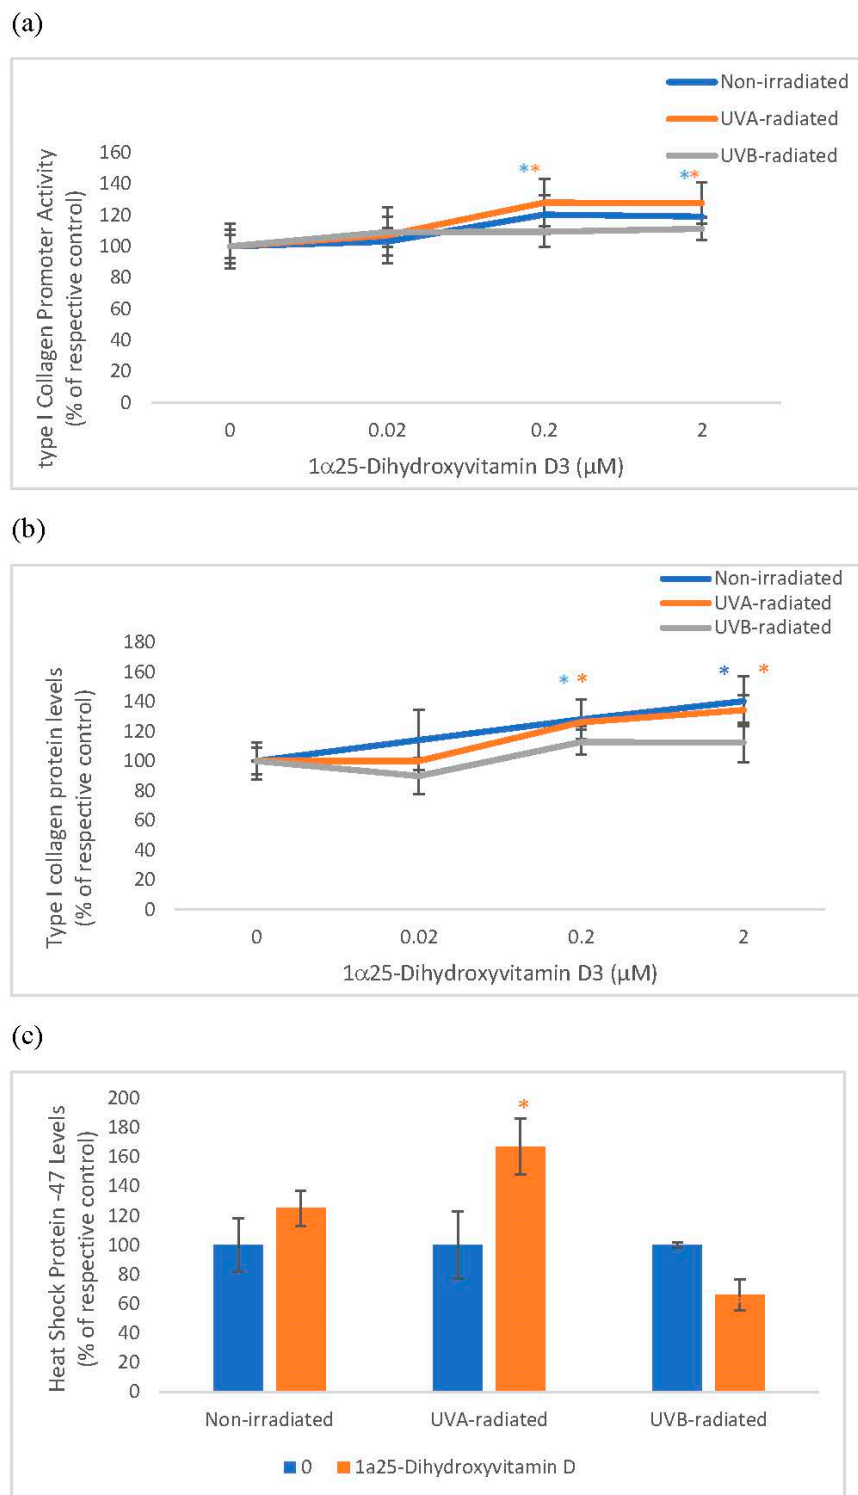 (a)
Non-irradiated
UVA-radiated
UVB-radiated
type I Collagen Promoter Activity
(% of respective control)
160
140
120
100
80
60
40
20
0
**
**
0 0.02 0.2 2
1α25-Dihydroxyvitamin D3 (µM)
(b)
Non-irradiated
UVA-radiated
UVB-radiated
Type I collagen protein levels
(% of respective control)
180
160
140
120
100
80
60
40
20
0
* *
* *
0 0.02 0.2 2
1α25-Dihydroxyvitamin D3 (µM)
(c)
Heat Shock Protein -47 Levels
(% of respective control)
200
180
160
140
120
100
80
60
40
20
0
*
Non-irradiated UVA-radiated UVB-radiated
0 1a25-Dihydroxyvitamin D